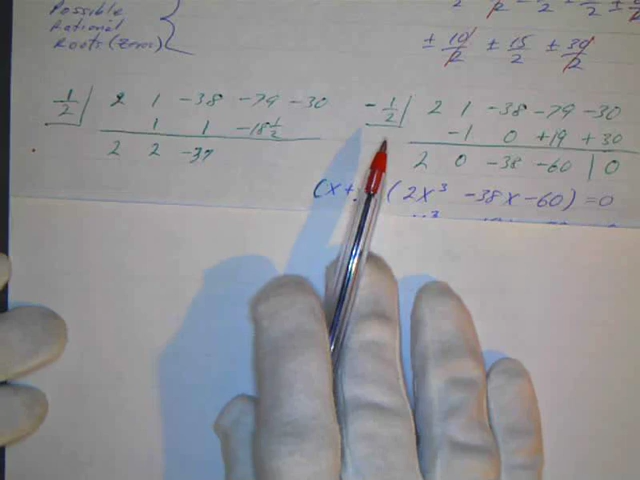 Possible
Rational
Roots (Zeros)
± 10/2 ± 15/2 ± 30/2
1/2 | 2 1 -38 -79 -30
1 1 -18 1/2
2 2 -37
-1/2 | 2 1 -38 -79 -30
-1 0 +19 +30
2 0 -38 -60 | 0
(x+ (2x³ -38x -60) = 0